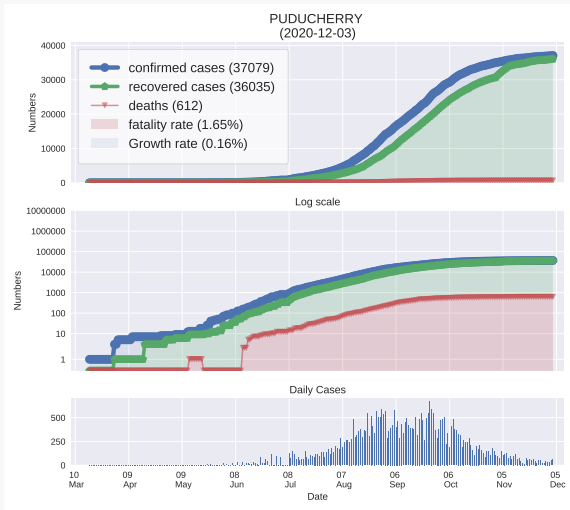 PUDUCHERRY
(2020-12-03)
40000
30000
20000
10000
0
Numbers
confirmed cases (37079)
recovered cases (36035)
deaths (612)
fatality rate (1.65%)
Growth rate (0.16%)
Log scale
10000000
1000000
100000
10000
1000
100
10
1
Numbers
Daily Cases
500
250
0
10 09 09 08 08 07 06 06 05 05
Mar Apr May Jun Jul Aug Sep Oct Nov Dec
Date